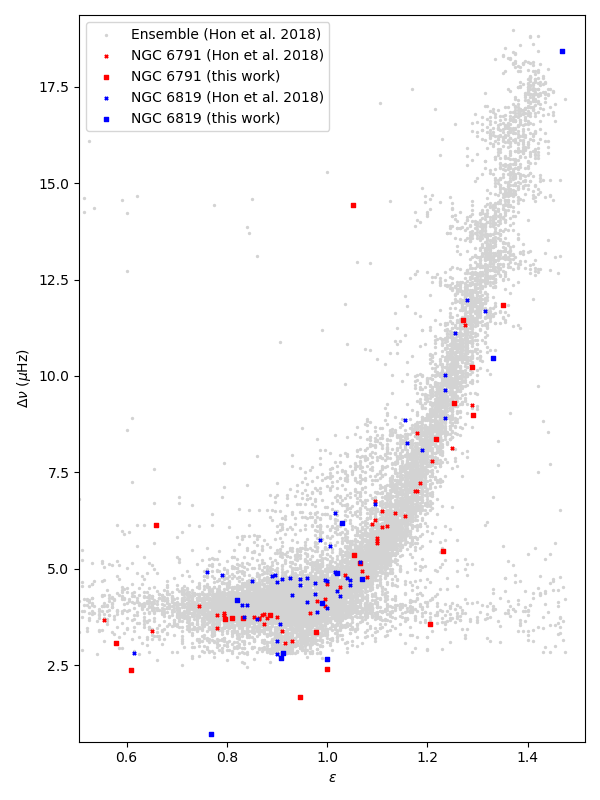 Ensemble (Hon et al. 2018)
NGC 6791 (Hon et al. 2018)
NGC 6791 (this work)
NGC 6819 (Hon et al. 2018)
NGC 6819 (this work)
17.5
15.0
12.5
10.0
7.5
5.0
2.5
Δν (μHz)
0.6 0.8 1.0 1.2 1.4
ε